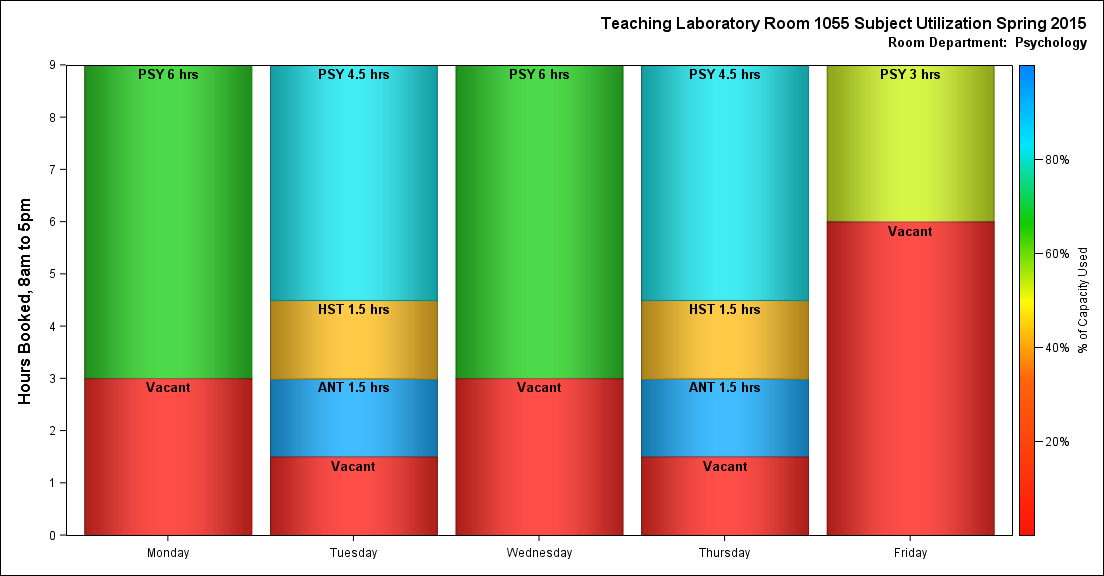 Teaching Laboratory Room 1055 Subject Utilization Spring 2015
Room Department: Psychology
Hours Booked, 8am to 5pm
9
8
7
6
5
4
3
2
1
0
PSY 6 hrs
Vacant
PSY 4.5 hrs
HST 1.5 hrs
ANT 1.5 hrs
Vacant
PSY 6 hrs
Vacant
PSY 4.5 hrs
HST 1.5 hrs
ANT 1.5 hrs
Vacant
PSY 3 hrs
Vacant
Monday
Tuesday
Wednesday
Thursday
Friday
80%
60%
40%
20%
% of Capacity Used